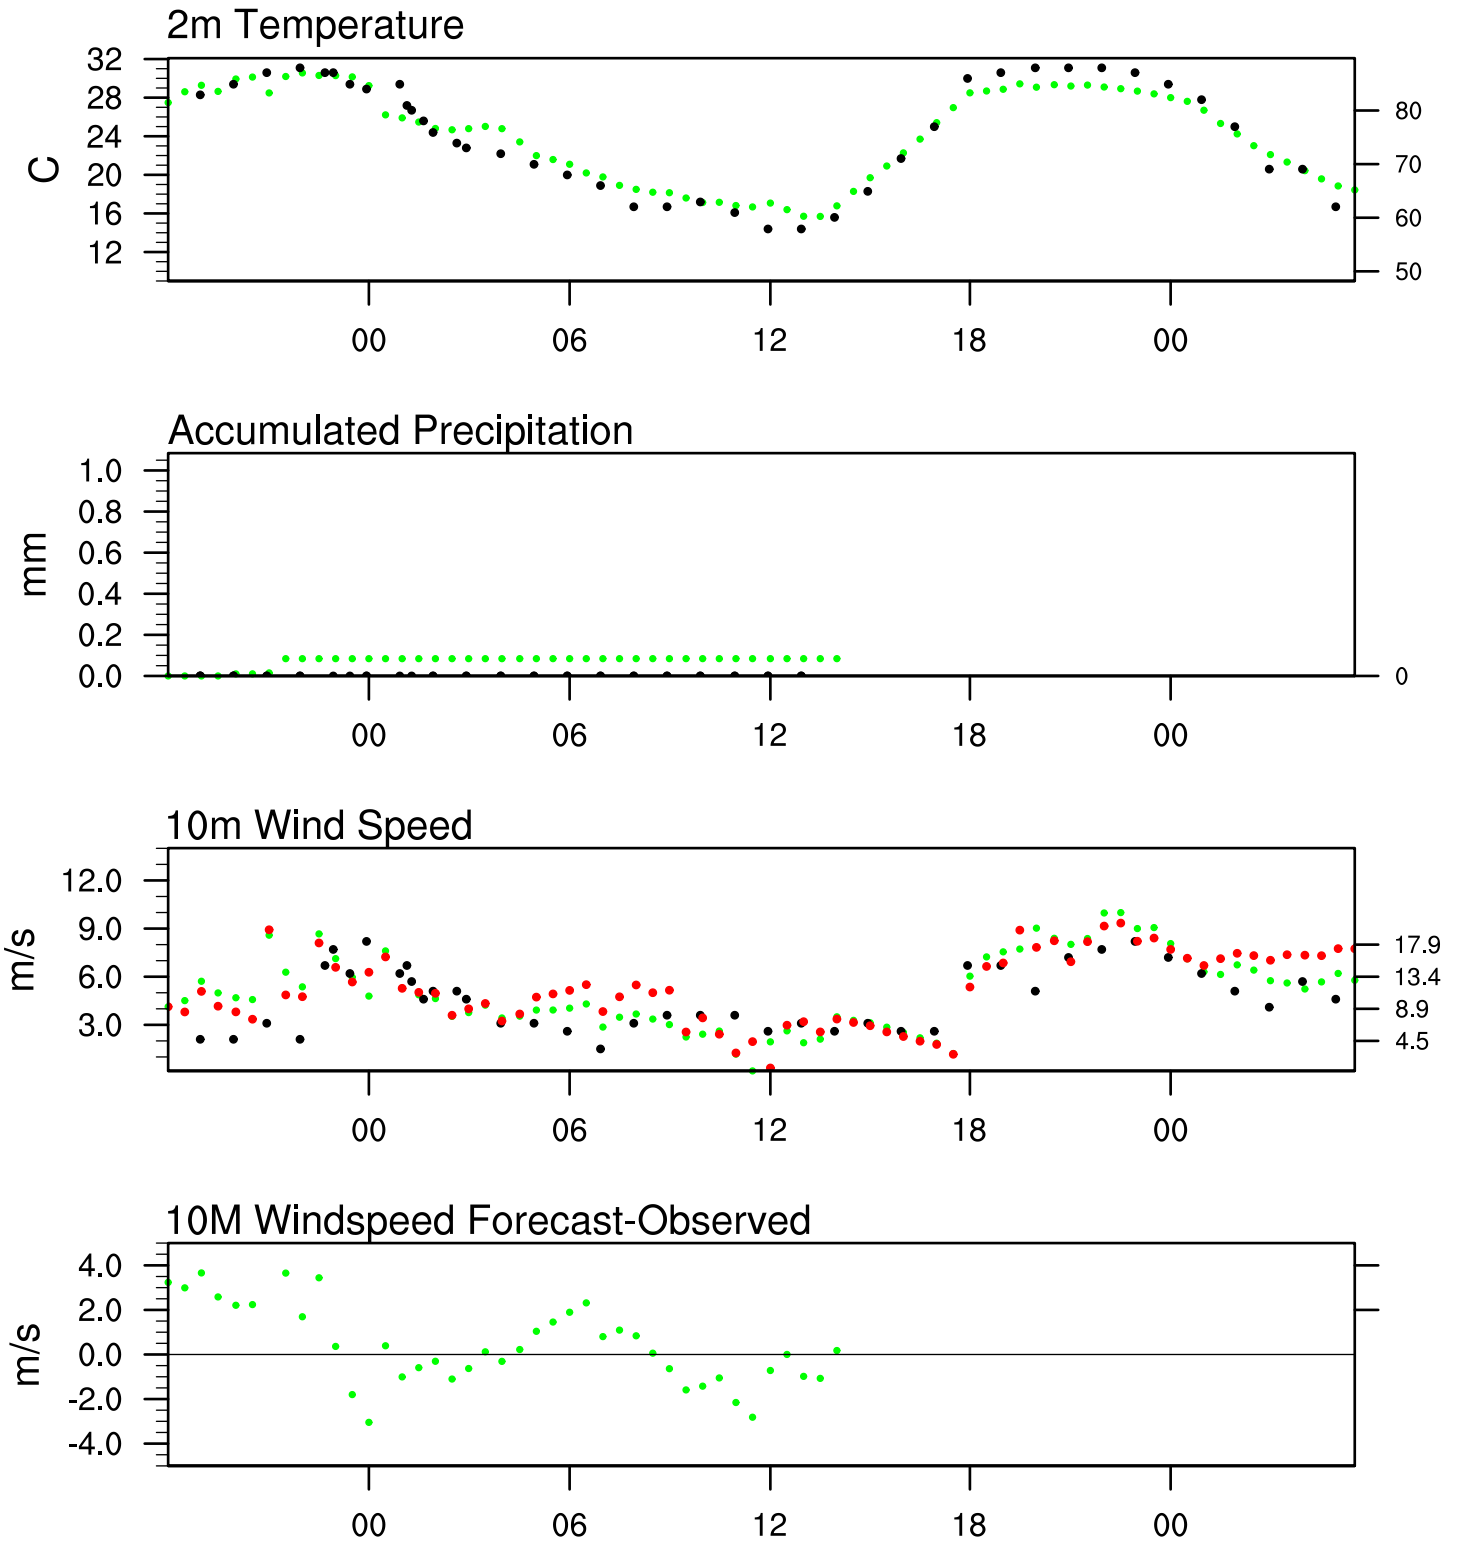 2m Temperature
32
28
24
20
16
12
C
80
70
60
50
00 06 12 18 00
Accumulated Precipitation
1.0
0.8
0.6
0.4
0.2
0.0
mm
0
00 06 12 18 00
10m Wind Speed
12.0
9.0
6.0
3.0
m/s
17.9
13.4
8.9
4.5
00 06 12 18 00
10M Windspeed Forecast-Observed
4.0
2.0
0.0
-2.0
-4.0
m/s
00 06 12 18 00